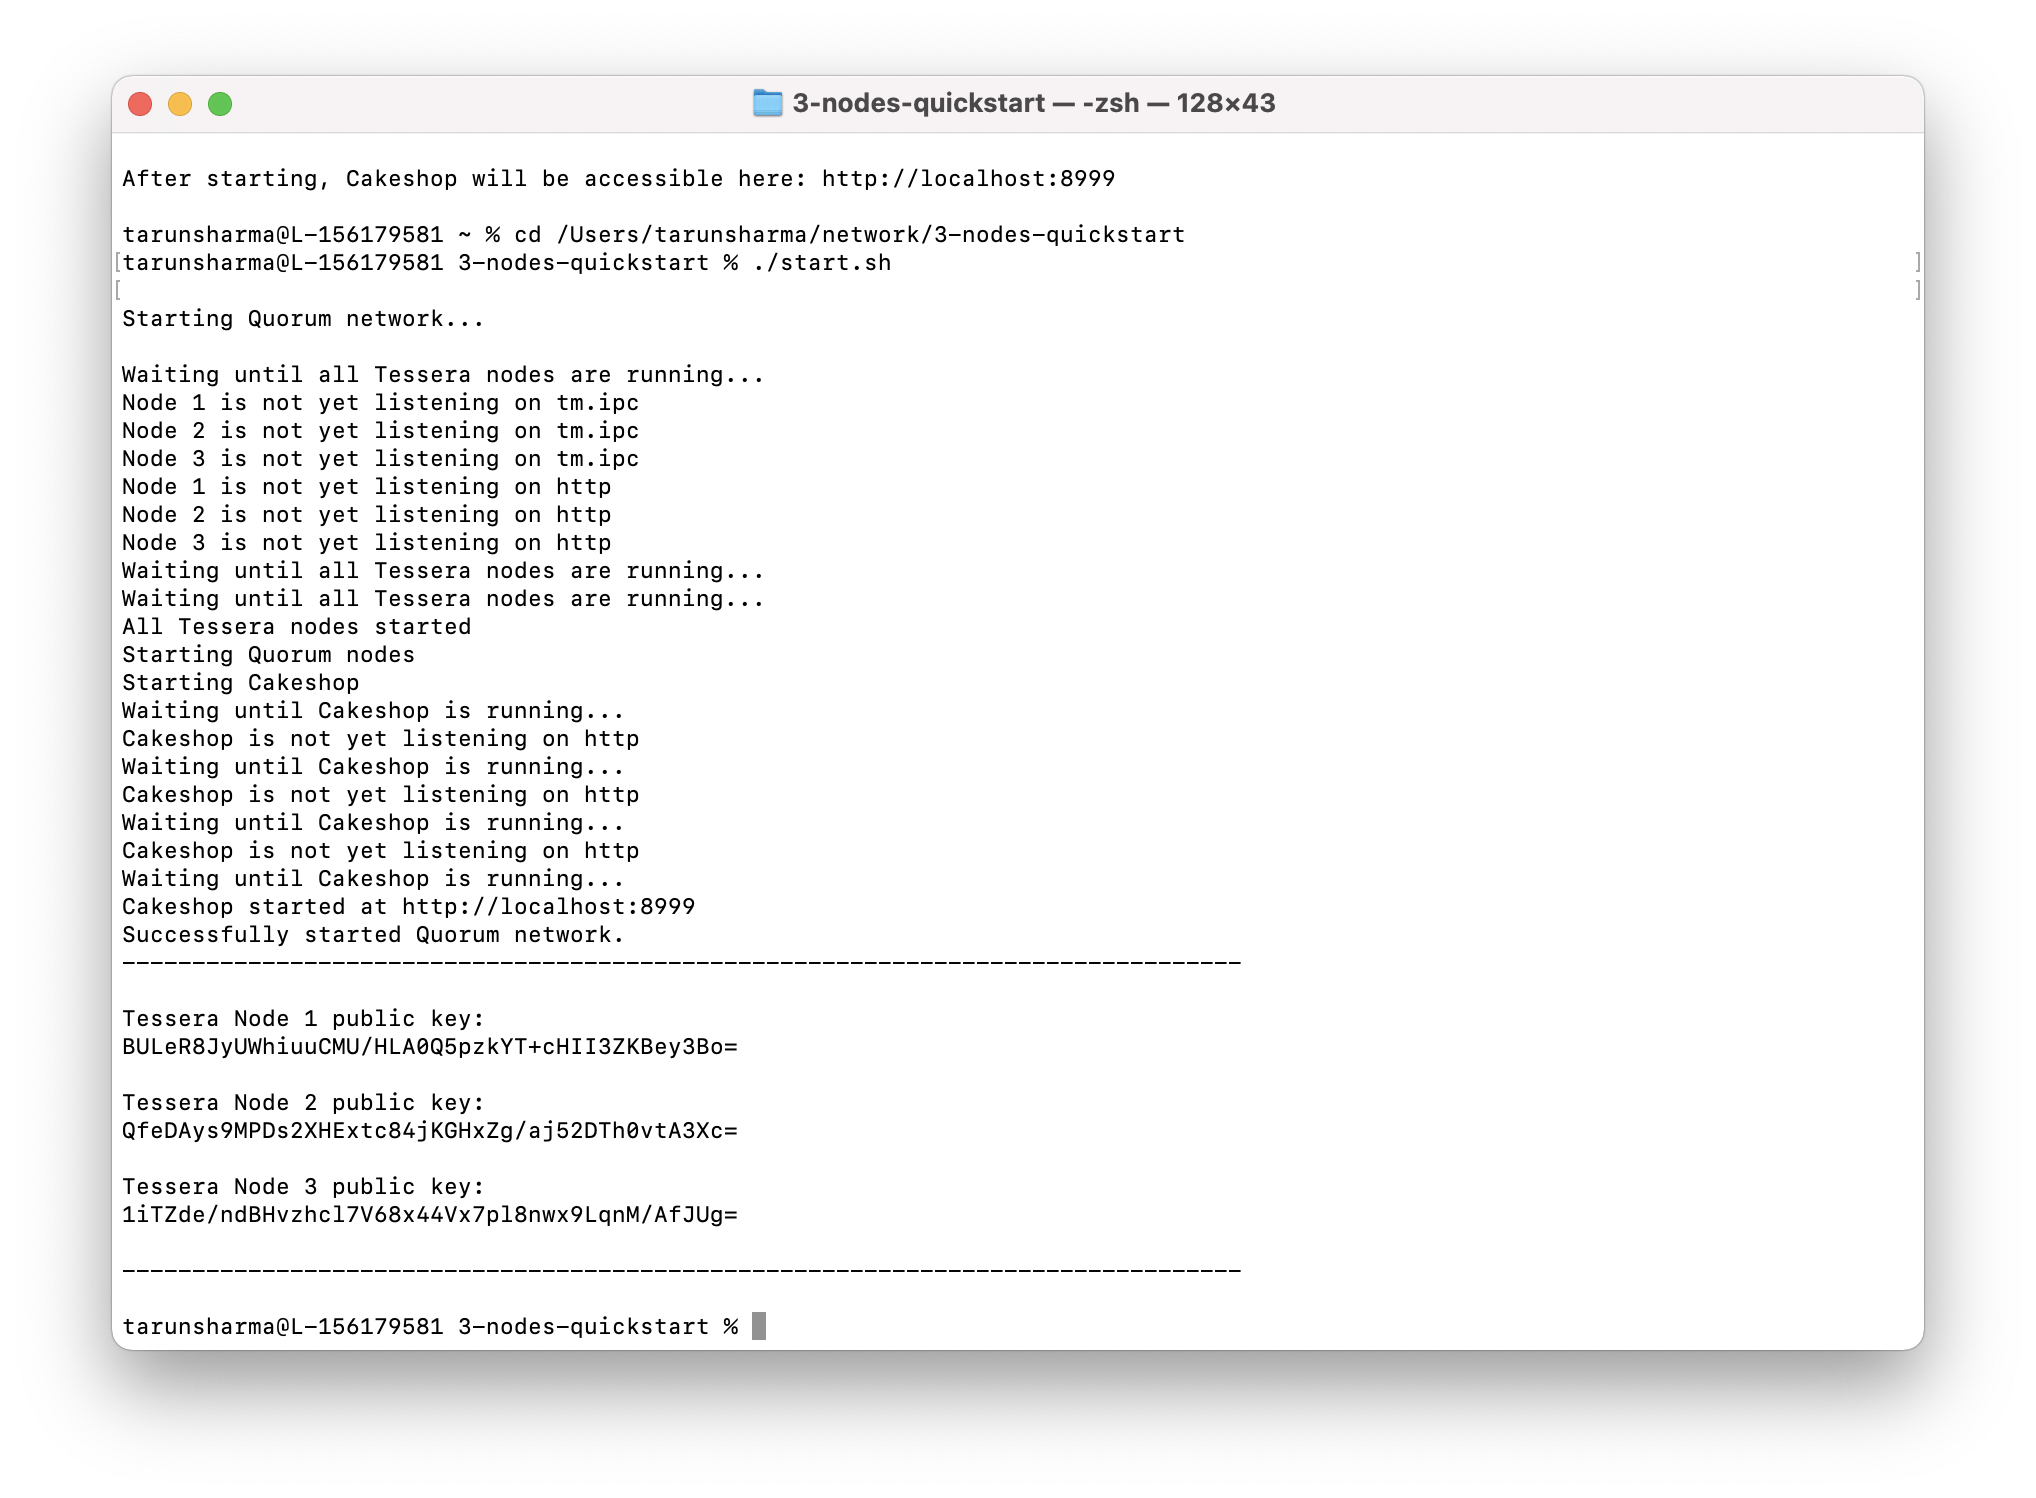 3-nodes-quickstart — -zsh — 128×43
After starting, Cakeshop will be accessible here: http://localhost:8999
tarunsharma@L-156179581 ~ % cd /Users/tarunsharma/network/3-nodes-quickstart
[tarunsharma@L-156179581 3-nodes-quickstart % ./start.sh ]
[ ]
Starting Quorum network...
Waiting until all Tessera nodes are running...
Node 1 is not yet listening on tm.ipc
Node 2 is not yet listening on tm.ipc
Node 3 is not yet listening on tm.ipc
Node 1 is not yet listening on http
Node 2 is not yet listening on http
Node 3 is not yet listening on http
Waiting until all Tessera nodes are running...
Waiting until all Tessera nodes are running...
All Tessera nodes started
Starting Quorum nodes
Starting Cakeshop
Waiting until Cakeshop is running...
Cakeshop is not yet listening on http
Waiting until Cakeshop is running...
Cakeshop is not yet listening on http
Waiting until Cakeshop is running...
Cakeshop is not yet listening on http
Waiting until Cakeshop is running...
Cakeshop started at http://localhost:8999
Successfully started Quorum network.
--------------------------------------------------------------------------------
Tessera Node 1 public key:
BULeR8JyUWhiuuCMU/HLA0Q5pzkYT+cHII3ZKBey3Bo=
Tessera Node 2 public key:
QfeDAys9MPDs2XHExtc84jKGHxZg/aj52DTh0vtA3Xc=
Tessera Node 3 public key:
1iTZde/ndBHvzhcl7V68x44Vx7pl8nwx9LqnM/AfJUg=
--------------------------------------------------------------------------------
tarunsharma@L-156179581 3-nodes-quickstart %